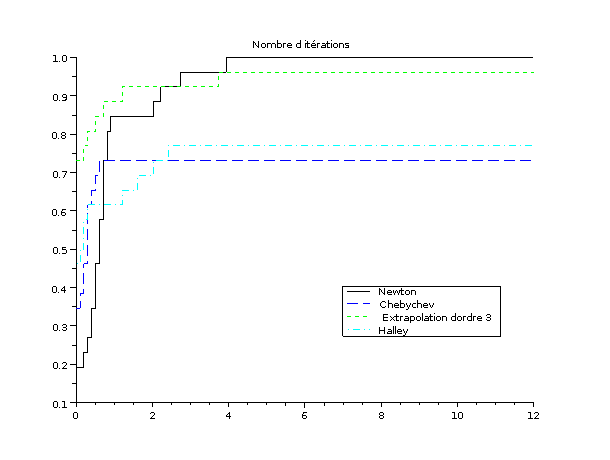 Nombre d itérations
1.0
0.9
0.8
0.7
0.6
0.5
0.4
0.3
0.2
0.1
0 2 4 6 8 10 12
Newton
Chebychev
Extrapolation dordre 3
Halley